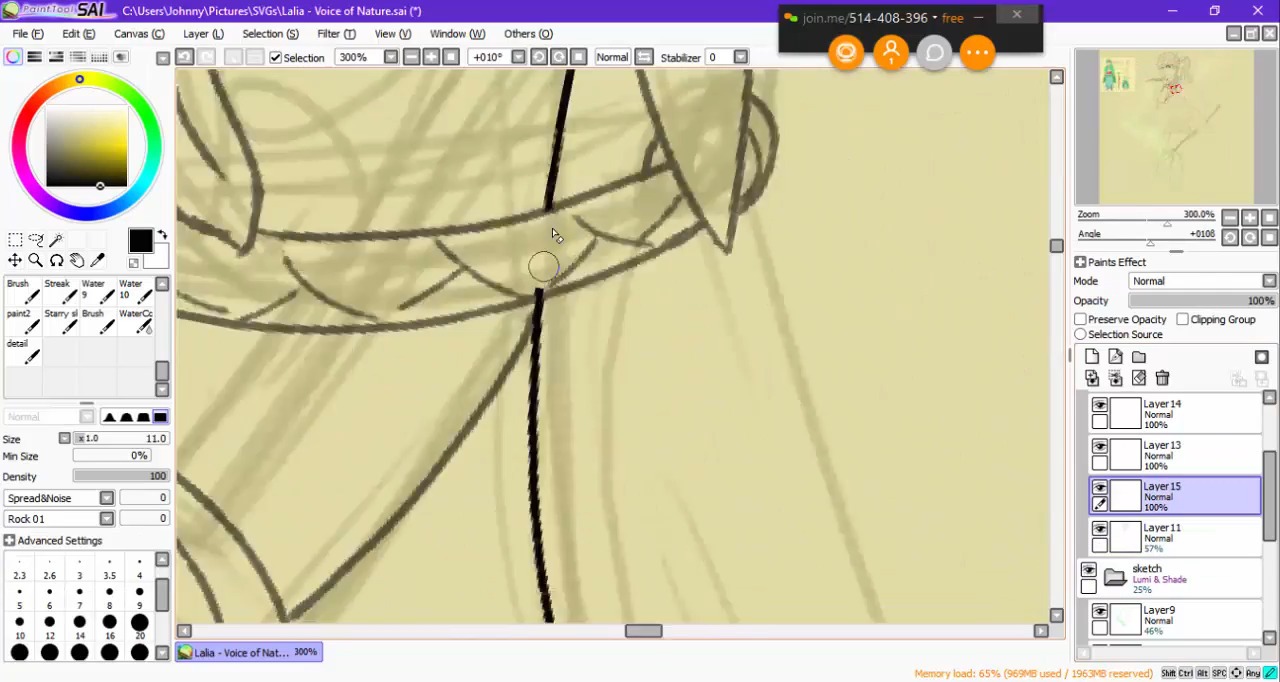 PaintTool SAI C:\Users\Johnny\Pictures\SVGs\Lalia - Voice of Nature.sai (*)
join.me/514-408-396 free
File (F) Edit (E) Canvas (C) Layer (L) Selection (S) Filter (T) View (V) Window (W) Others (O)
Selection 300% +010° Normal Stabilizer 0
Zoom 300.0%
Angle +010ß
Paints Effect
Mode Normal
Opacity 100%
Preserve Opacity Clipping Group
Selection Source
Brush Streak Water 9 Water 10
paint2 Starry sl Brush WaterCc
detail
Normal
Size x 1.0 11.0
Min Size 0%
Density 100
Spread&Noise 0
Rock 01 0
Advanced Settings
2.3 2.6 3 3.5 4
5 6 7 8 9
10 12 14 16 20
Layer14
Normal
100%
Layer13
Normal
100%
Layer15
Normal
100%
Layer11
Normal
57%
sketch
Lumi & Shade
25%
Layer9
Normal
46%
Lalia - Voice of Nat... 300%
Memory load: 65% (969MB used / 1963MB reserved) Shift Ctrl Alt SPC Any